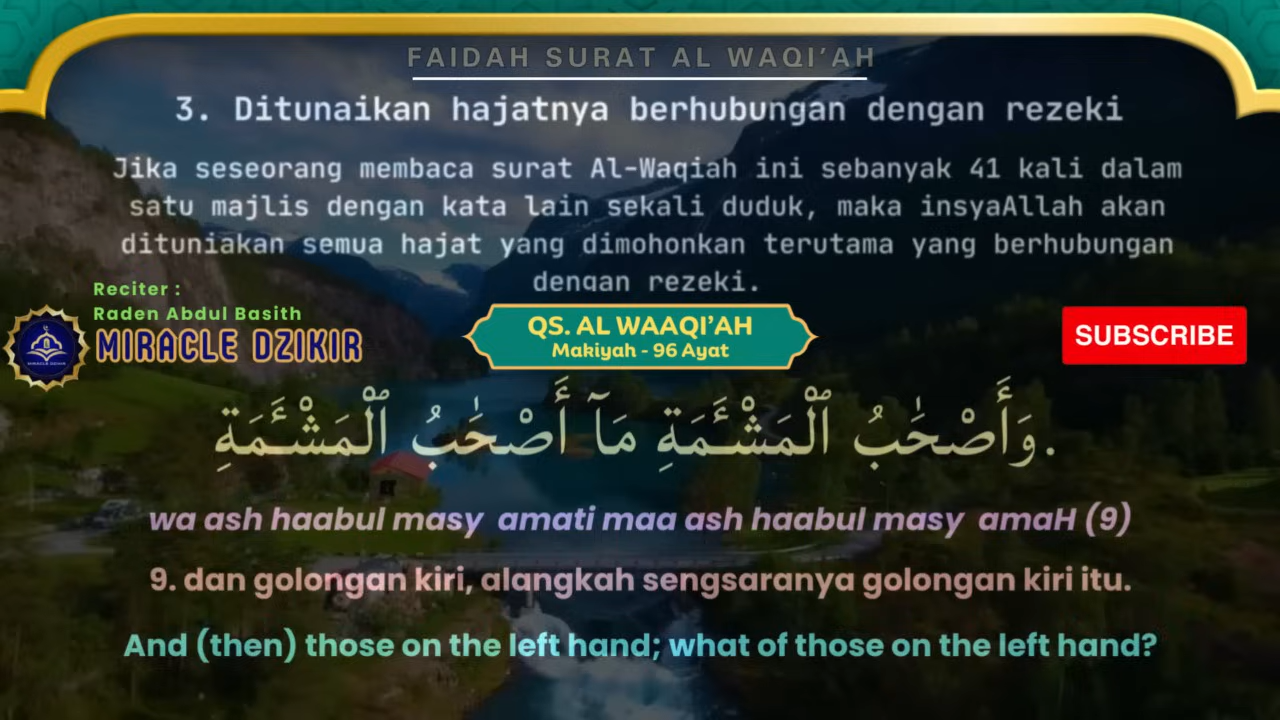 FAIDAH SURAT AL WAQI’AH
3. Ditunaikan hajatnya berhubungan dengan rezeki
Jika seseorang membaca surat Al-Waqiah ini sebanyak 41 kali dalam
satu majlis dengan kata lain sekali duduk, maka insyaAllah akan
dituniakan semua hajat yang dimohonkan terutama yang berhubungan
dengan rezeki.
Reciter :
Raden Abdul Basith
MIRACLE DZIKIR
QS. AL WAAQI’AH
Makiyah - 96 Ayat
SUBSCRIBE
وَأَصْحَٰبُ ٱلْمَشْـَٔمَةِ مَآ أَصْحَٰبُ ٱلْمَشْـَٔمَةِ.
wa ash haabul masy  amati maa ash haabul masy  amaH (9)
9. dan golongan kiri, alangkah sengsaranya golongan kiri itu.
And (then) those on the left hand; what of those on the left hand?